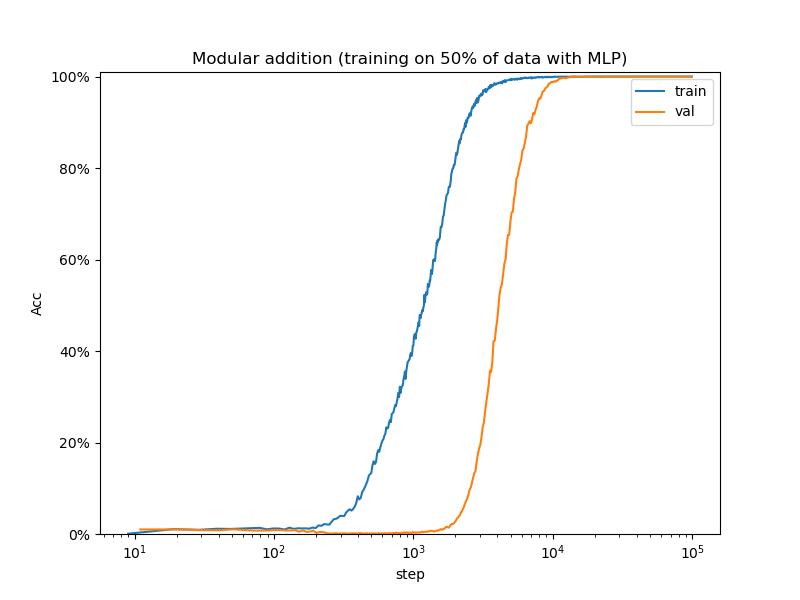 Modular addition (training on 50% of data with MLP)
100%
80%
60%
40%
20%
0%
Acc
train
val
10¹
10²
10³
10⁴
10⁵
step